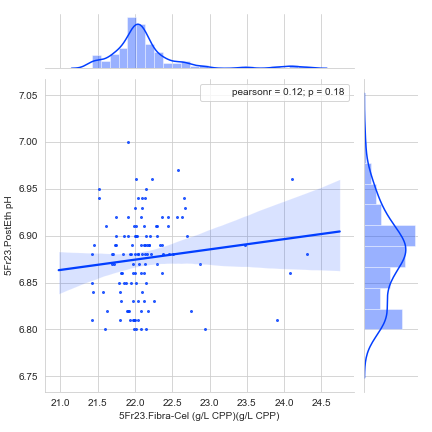 pearsonr = 0.12; p = 0.18
7.05
7.00
6.95
6.90
6.85
6.80
6.75
5Fr23.PostEth pH
21.0 21.5 22.0 22.5 23.0 23.5 24.0 24.5
5Fr23.Fibra-Cel (g/L CPP)(g/L CPP)